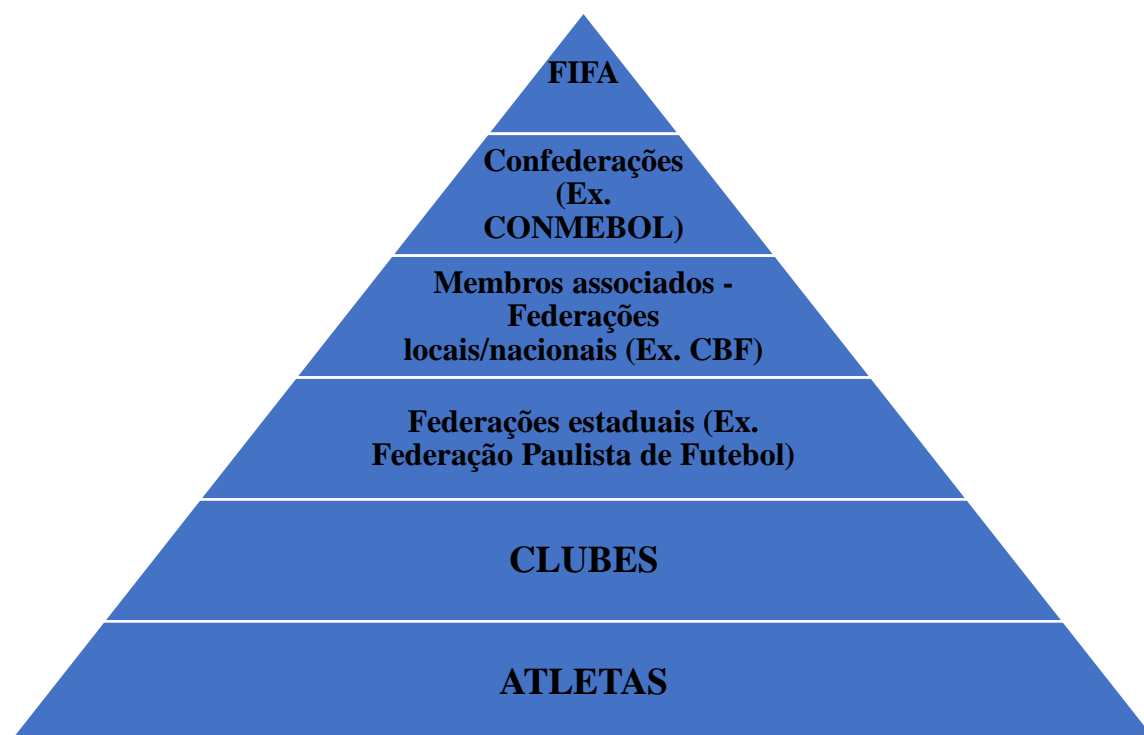 FIFA
Confederações
(Ex.
CONMEBOL)
Membros associados -
Federações
locais/nacionais (Ex. CBF)
Federações estaduais (Ex.
Federação Paulista de Futebol)
CLUBES
ATLETAS